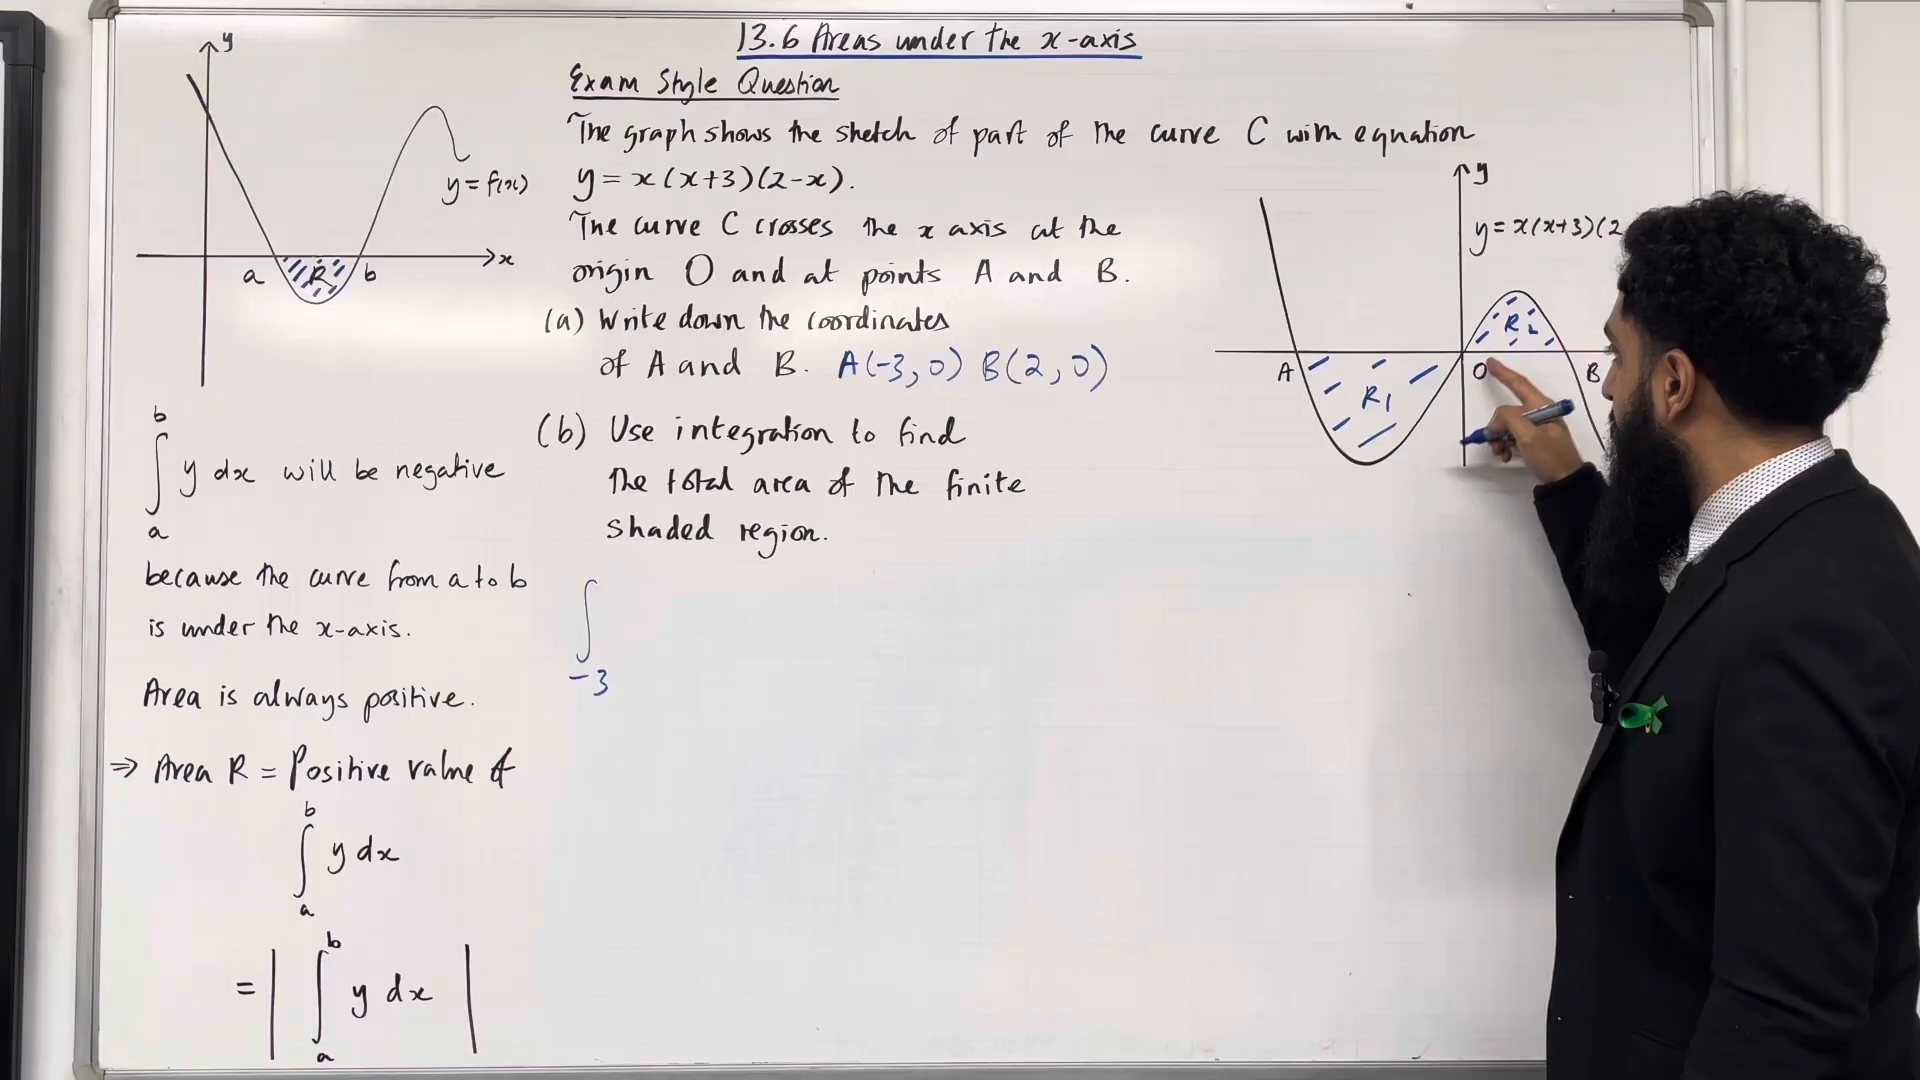 13.6 Areas under the x-axis
Exam Style Question
The graph shows the sketch of part of the curve C with equation
y = x(x+3)(2-x).
The curve C crosses the x axis at the
origin O and at points A and B.
(a) Write down the coordinates
of A and B. A(-3, 0) B(2, 0)
(b) Use integration to find
the total area of the finite
shaded region.
∫
-3
y
y = f(x)
x
a R b
b
∫ y dx will be negative
a
because the curve from a to b
is under the x-axis.
Area is always positive.
⇒ Area R = Positive value of
b
∫ y dx
a
b
= | ∫ y dx |
a
y
y = x(x+3)(2
R2
A O B
R1